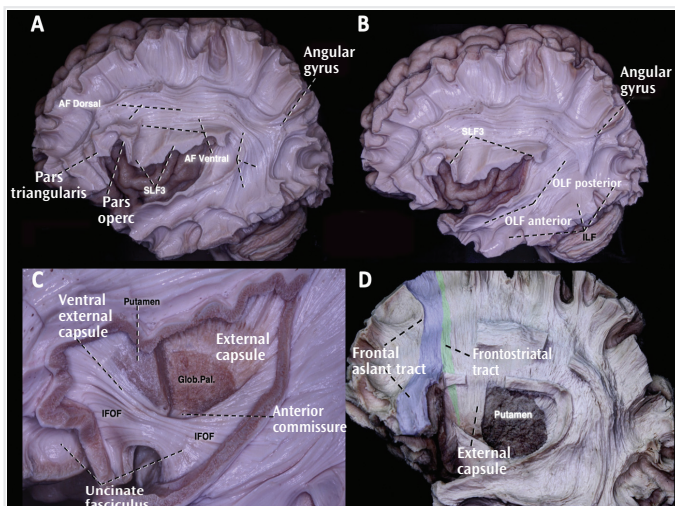 A
Angular
gyrus
AF Dorsal
AF Ventral
SLF3
Pars
triangularis
Pars
operc
B
Angular
gyrus
SLF3
OLF posterior
OLF anterior
ILF
C
Ventral
external
capsule
Putamen
External
capsule
Glob.Pal.
Anterior
commissure
IFOF
IFOF
Uncinate
fasciculus
D
Frontal
aslant tract
Frontostriatal
tract
Putamen
External
capsule